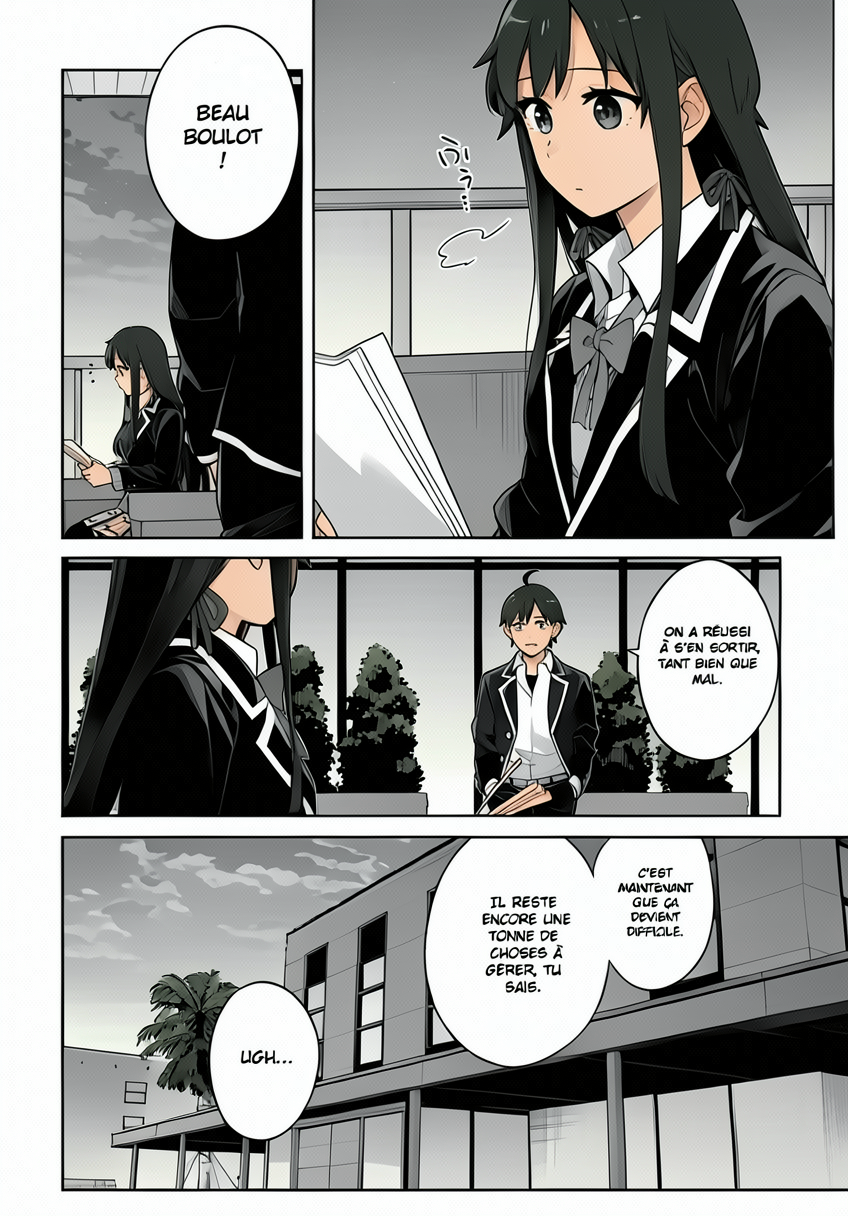 ふぅ…
BEAU
BOULOT
!
ON A RÉUSSI
À S'EN SORTIR,
TANT BIEN QUE
MAL.
C'EST
MAINTENANT
QUE ÇA
DEVIENT
DIFFICILE.
IL RESTE
ENCORE UNE
TONNE DE
CHOSES À
GÉRER, TU
SAIS.
UGH...